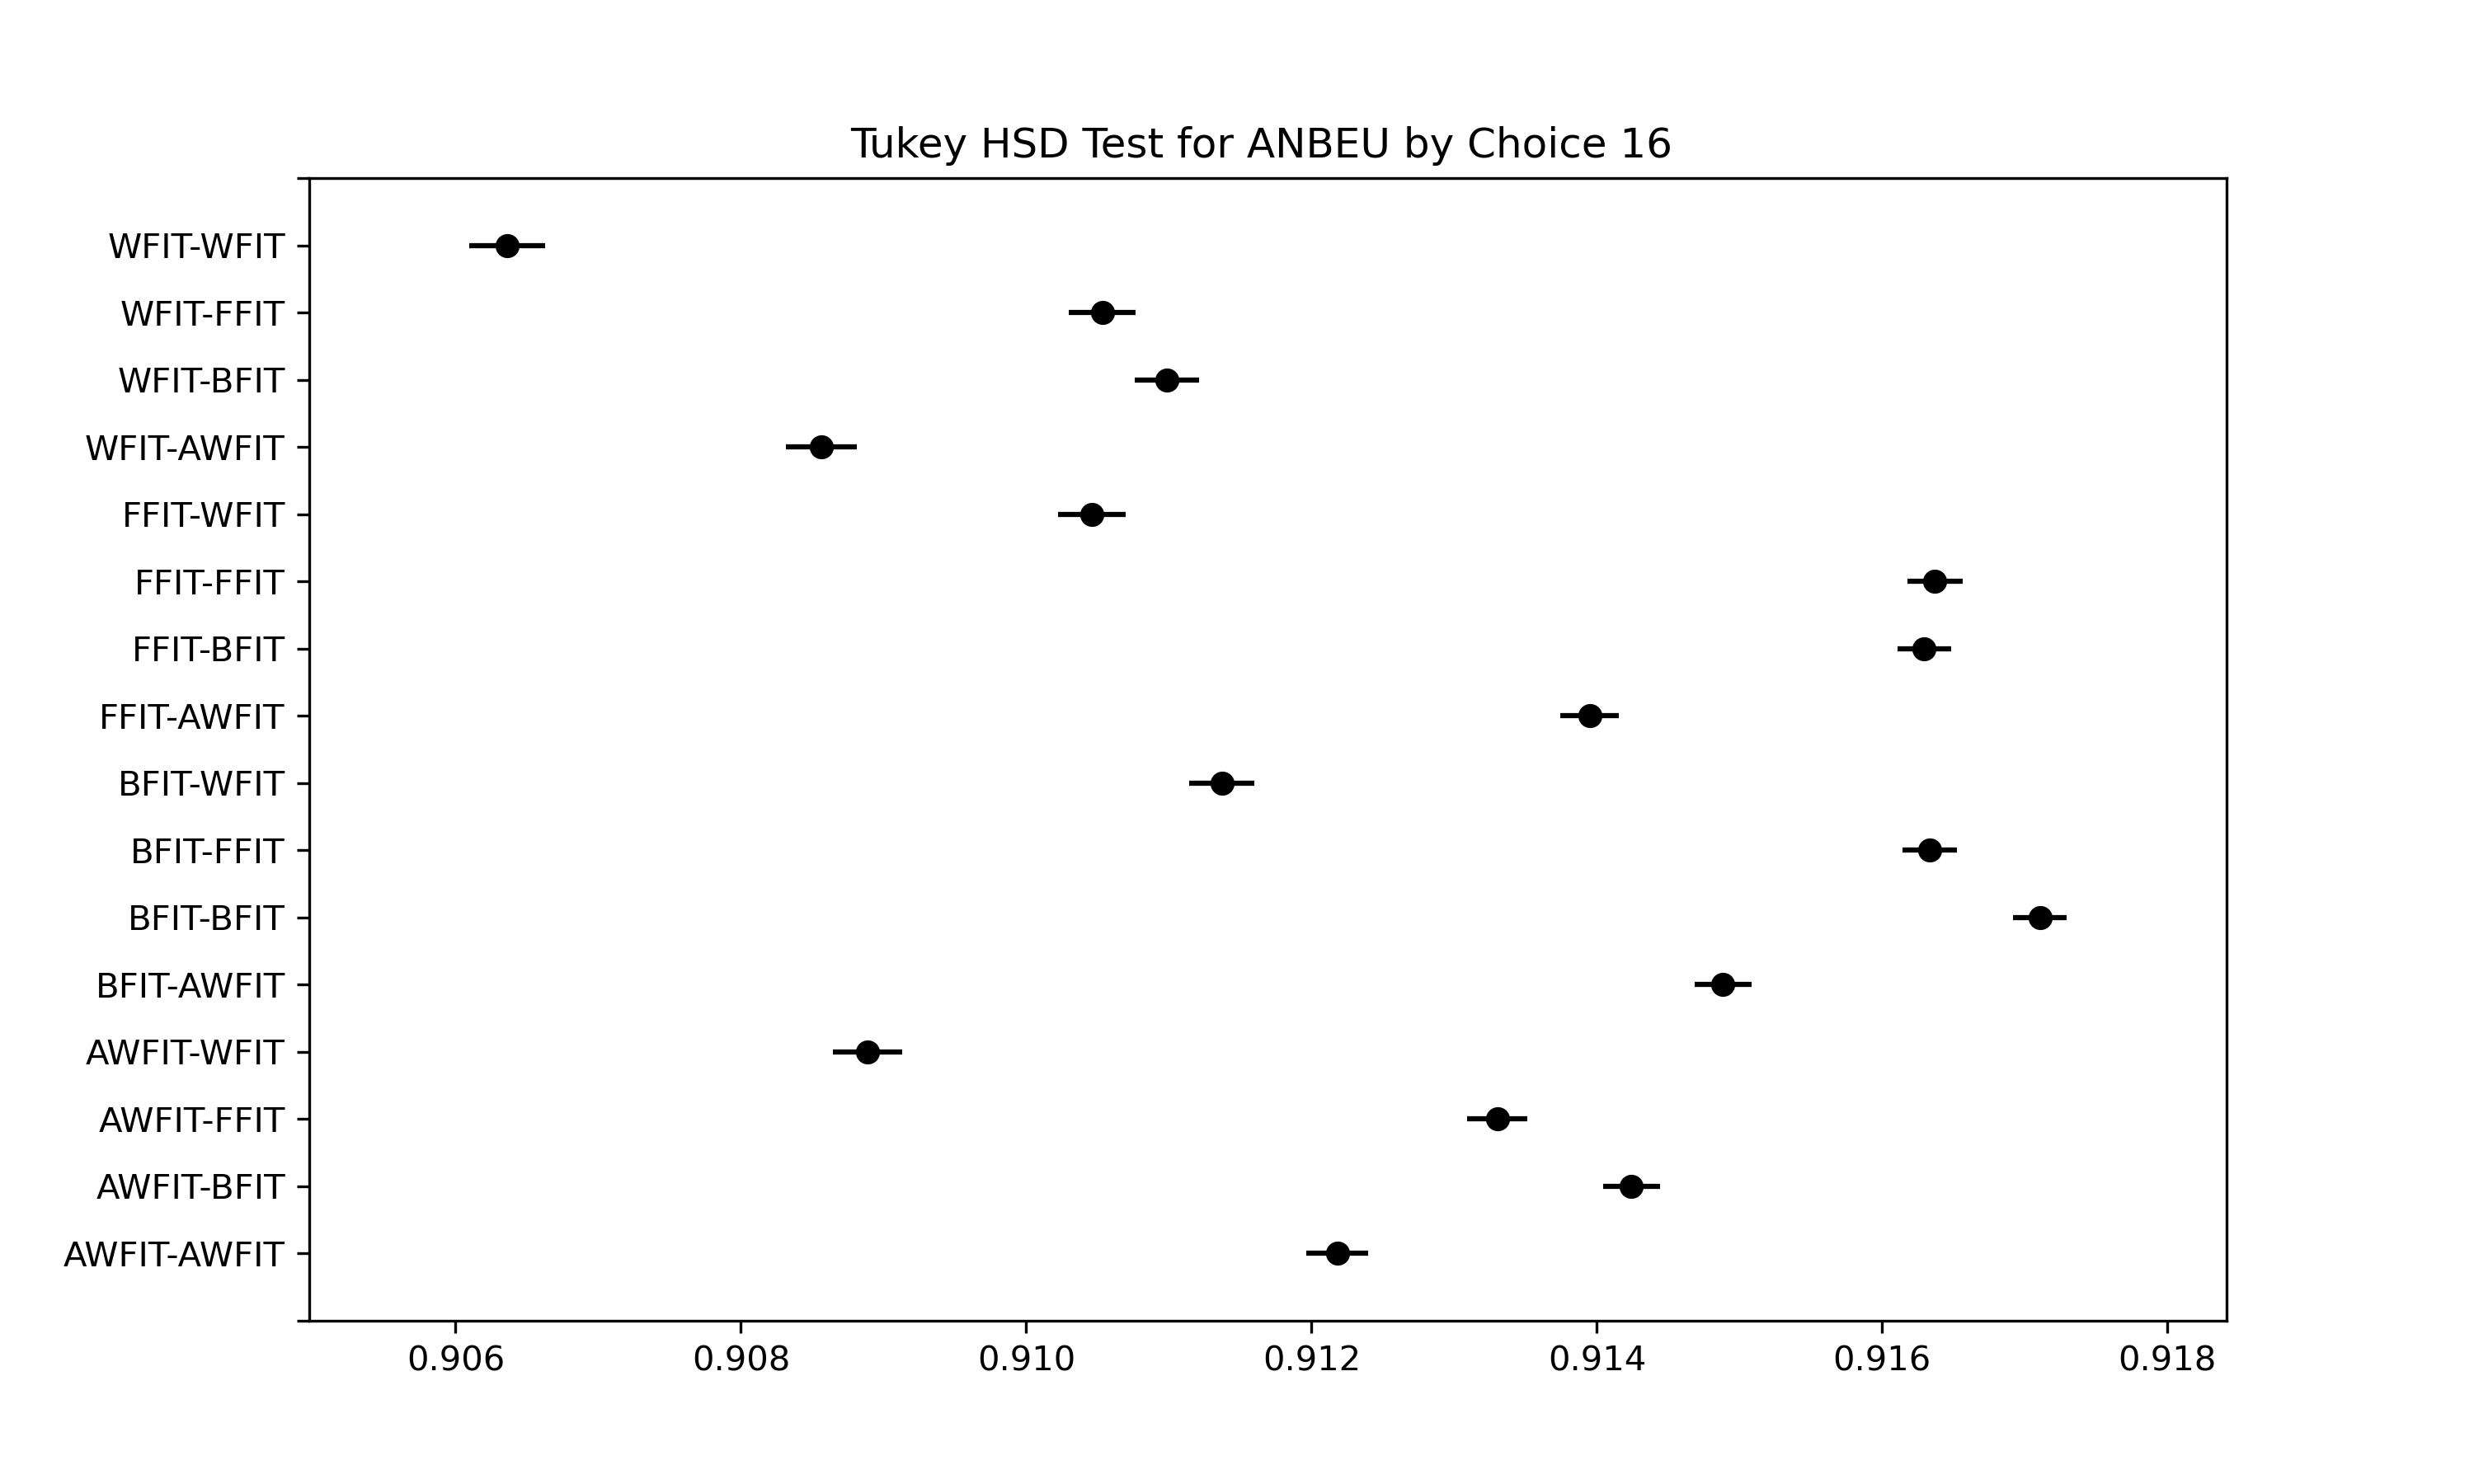 Tukey HSD Test for ANBEU by Choice 16
WFIT-WFIT
WFIT-FFIT
WFIT-BFIT
WFIT-AWFIT
FFIT-WFIT
FFIT-FFIT
FFIT-BFIT
FFIT-AWFIT
BFIT-WFIT
BFIT-FFIT
BFIT-BFIT
BFIT-AWFIT
AWFIT-WFIT
AWFIT-FFIT
AWFIT-BFIT
AWFIT-AWFIT
0.906 0.908 0.910 0.912 0.914 0.916 0.918